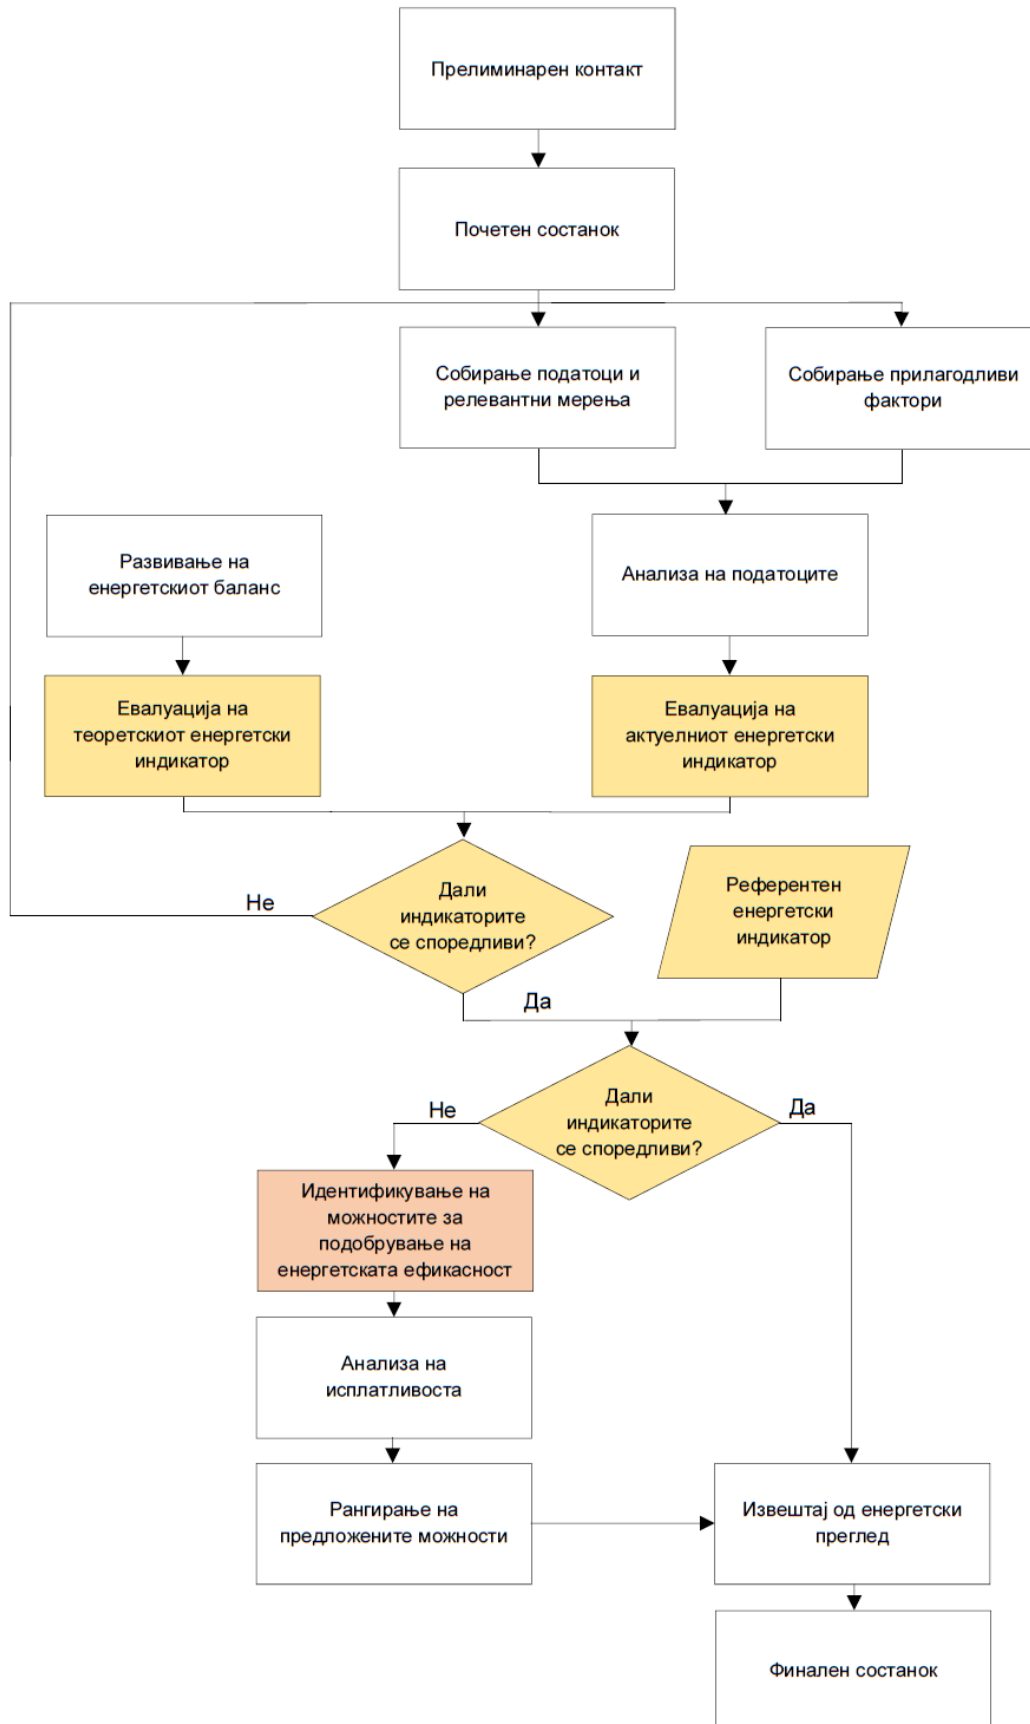 Прелиминарен контакт
Почетен состанок
Собирање податоци и
релевантни мерења
Собирање прилагодливи
фактори
Развивање на
енергетскиот баланс
Анализа на податоците
Евалуација на
теоретскиот енергетски
индикатор
Евалуација на
актуелниот енергетски
индикатор
Не
Дали
индикаторите
се споредливи?
Референтен
енергетски
индикатор
Да
Не
Дали
индикаторите
се споредливи?
Да
Идентификување на
можностите за
подобрување на
енергетската ефикасност
Анализа на
исплатливоста
Рангирање на
предложените можности
Извештај од енергетски
преглед
Финален состанок